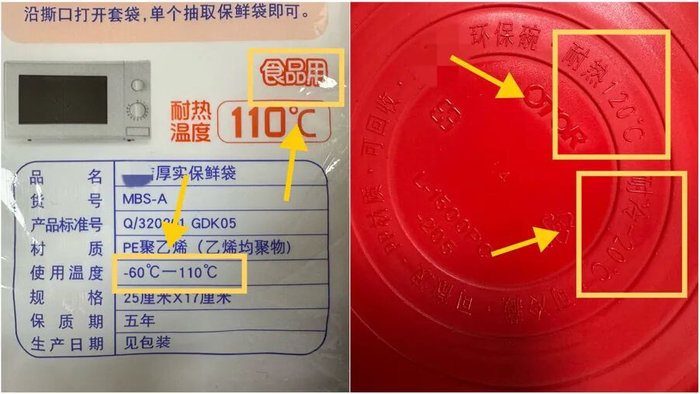 沿撕口打开套袋,单个抽取保鲜袋即可。
食品用
耐热
温度
110℃
品 名 厚实保鲜袋
货 号 MBS-A
产品标准号 GDK05
材 质 PE聚乙烯(乙烯均聚物)
使用温度 -60℃—110℃
规 格 25厘米X17厘米
保 质 期 五年
生产日期 见包装
环保碗·耐热120℃
耐冷-20℃
可回收
OTOR